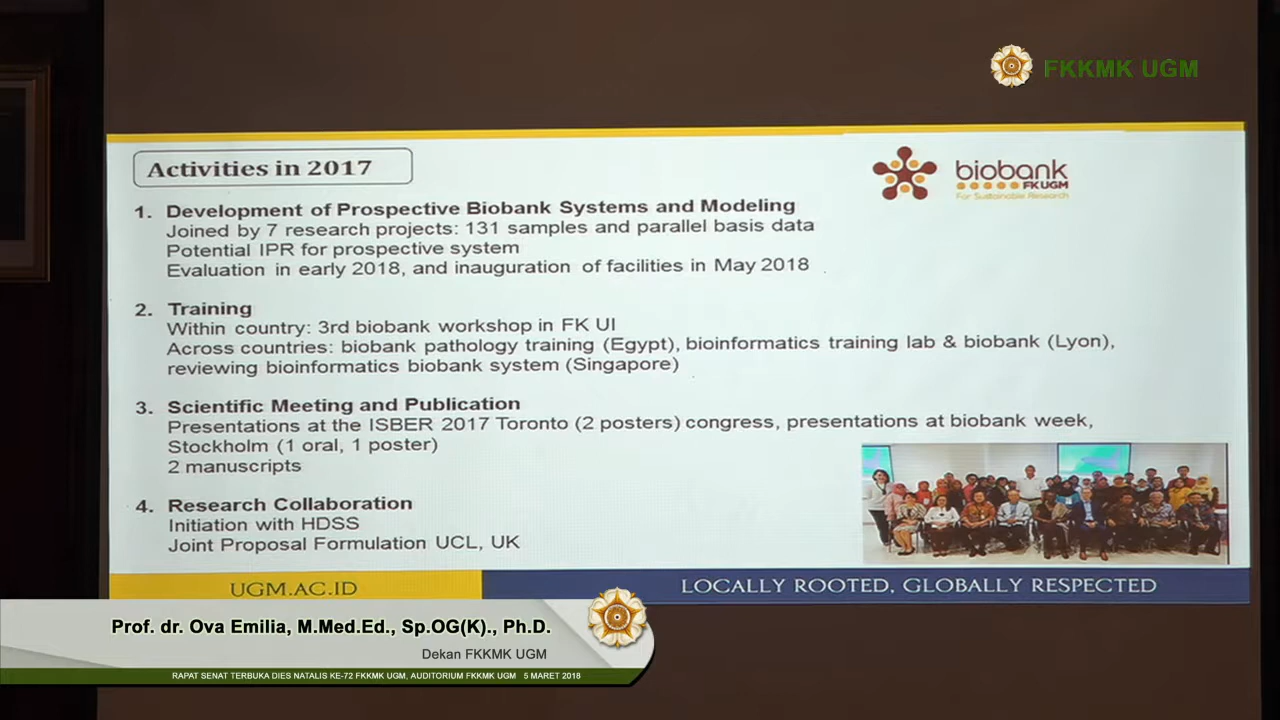 FKKMK UGM
Activities in 2017
biobank
FK UGM
For Sustainable Research
1. Development of Prospective Biobank Systems and Modeling
Joined by 7 research projects: 131 samples and parallel basis data
Potential IPR for prospective system
Evaluation in early 2018, and inauguration of facilities in May 2018
2. Training
Within country: 3rd biobank workshop in FK UI
Across countries: biobank pathology training (Egypt), bioinformatics training lab & biobank (Lyon),
reviewing bioinformatics biobank system (Singapore)
3. Scientific Meeting and Publication
Presentations at the ISBER 2017 Toronto (2 posters) congress, presentations at biobank week,
Stockholm (1 oral, 1 poster)
2 manuscripts
4. Research Collaboration
Initiation with HDSS
Joint Proposal Formulation UCL, UK
UGM.AC.ID
LOCALLY ROOTED, GLOBALLY RESPECTED
Prof. dr. Ova Emilia, M.Med.Ed., Sp.OG(K)., Ph.D.
Dekan FKKMK UGM
RAPAT SENAT TERBUKA DIES NATALIS KE-72 FKKMK UGM, AUDITORIUM FKKMK UGM 5 MARET 2018